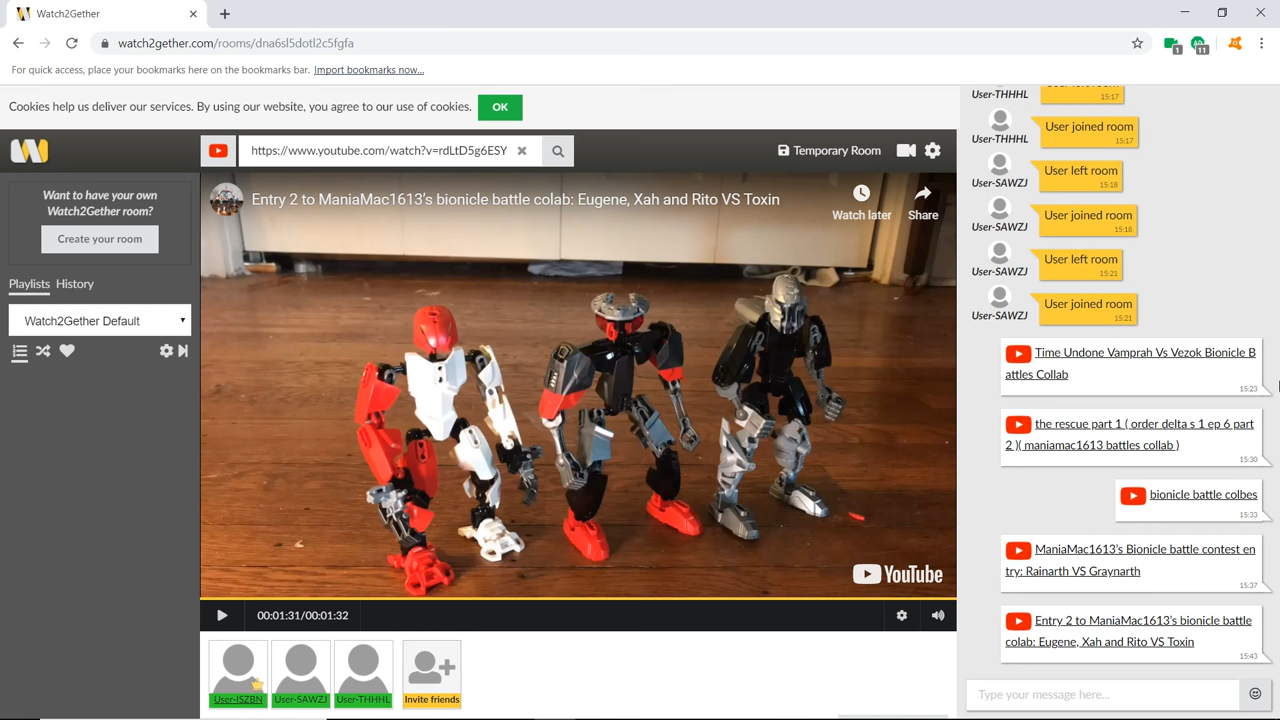 Watch2Gether
watch2gether.com/rooms/dna6sl5dotl2c5fgfa
1
11
For quick access, place your bookmarks here on the bookmarks bar. Import bookmarks now...
Cookies help us deliver our services. By using our website, you agree to our use of cookies.
OK
https://www.youtube.com/watch?v=rdLtD5g6ESY
Temporary Room
Want to have your own
Watch2Gether room?
Create your room
Playlists
History
Watch2Gether Default
Entry 2 to ManiaMac1613's bionicle battle colab: Eugene, Xah and Rito VS Toxin
Watch later
Share
YouTube
00:01:31/00:01:32
User-ISZBN
User-SAWZJ
User-THHHL
Invite friends
User-THHHL
15:17
User joined room
User-THHHL
15:17
User left room
User-SAWZJ
15:18
User joined room
User-SAWZJ
15:18
User left room
User-SAWZJ
15:21
User joined room
User-SAWZJ
15:21
Time Undone Vamprah Vs Vezok Bionicle B
attles Collab
15:23
the rescue part 1 ( order delta s 1 ep 6 part
2 )( maniamac1613 battles collab )
15:30
bionicle battle colbes
15:33
ManiaMac1613's Bionicle battle contest en
try: Rainarth VS Graynarth
15:37
Entry 2 to ManiaMac1613's bionicle battle
colab: Eugene, Xah and Rito VS Toxin
15:43
Type your message here...